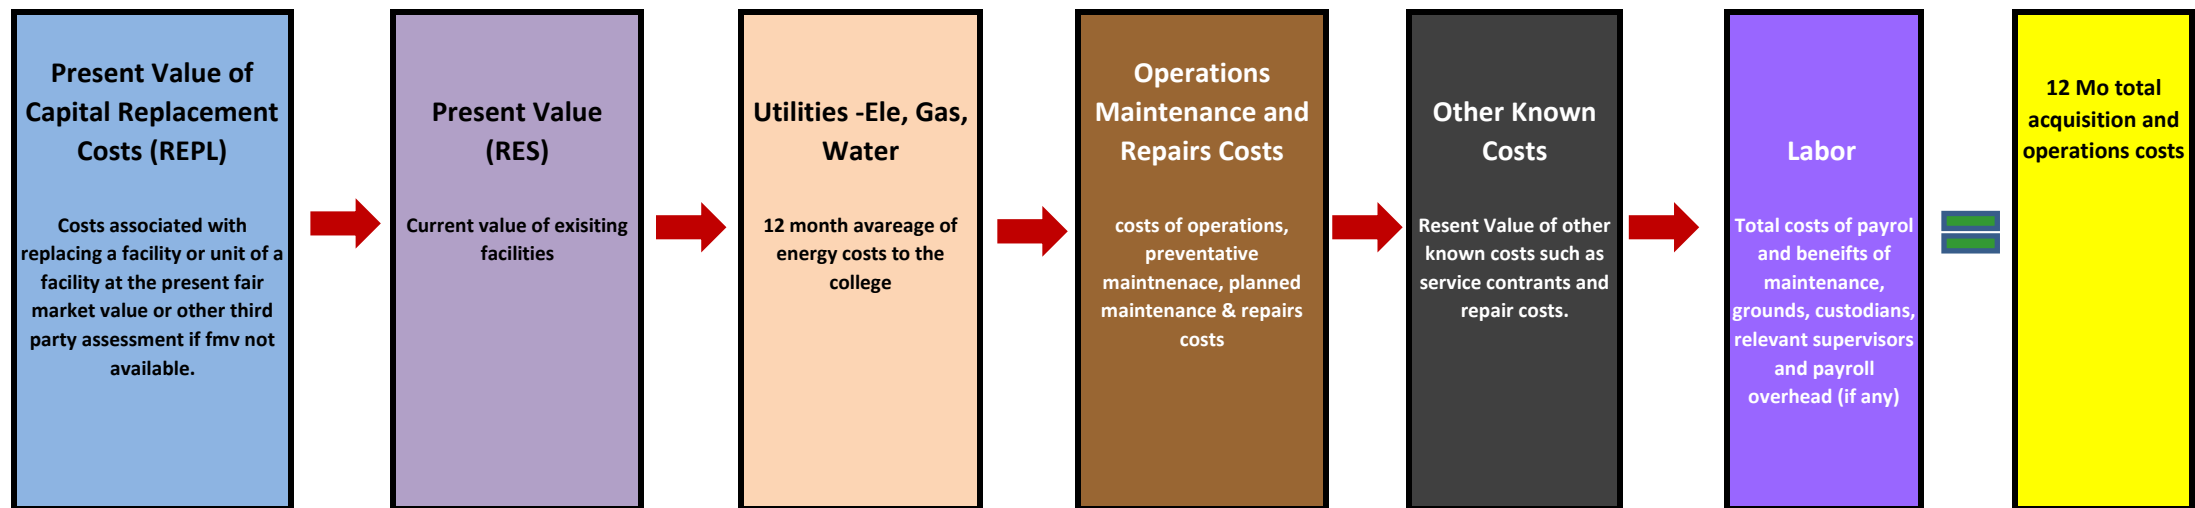 Present Value of
Capital Replacement
Costs (REPL)
Costs associated with
replacing a facility or unit of a
facility at the present fair
market value or other third
party assessment if fmv not
available.
Present Value
(RES)
Current value of exisiting
facilities
Utilities -Ele, Gas,
Water
12 month avareage of
energy costs to the
college
Operations
Maintenance and
Repairs Costs
costs of operations,
preventative
maintnenace, planned
maintenance & repairs
costs
Other Known
Costs
Resent Value of other
known costs such as
service contrants and
repair costs.
Labor
Total costs of payrol
and beneifts of
maintenance,
grounds, custodians,
relevant supervisors
and payroll
overhead (if any)
12 Mo total
acquisition and
operations costs